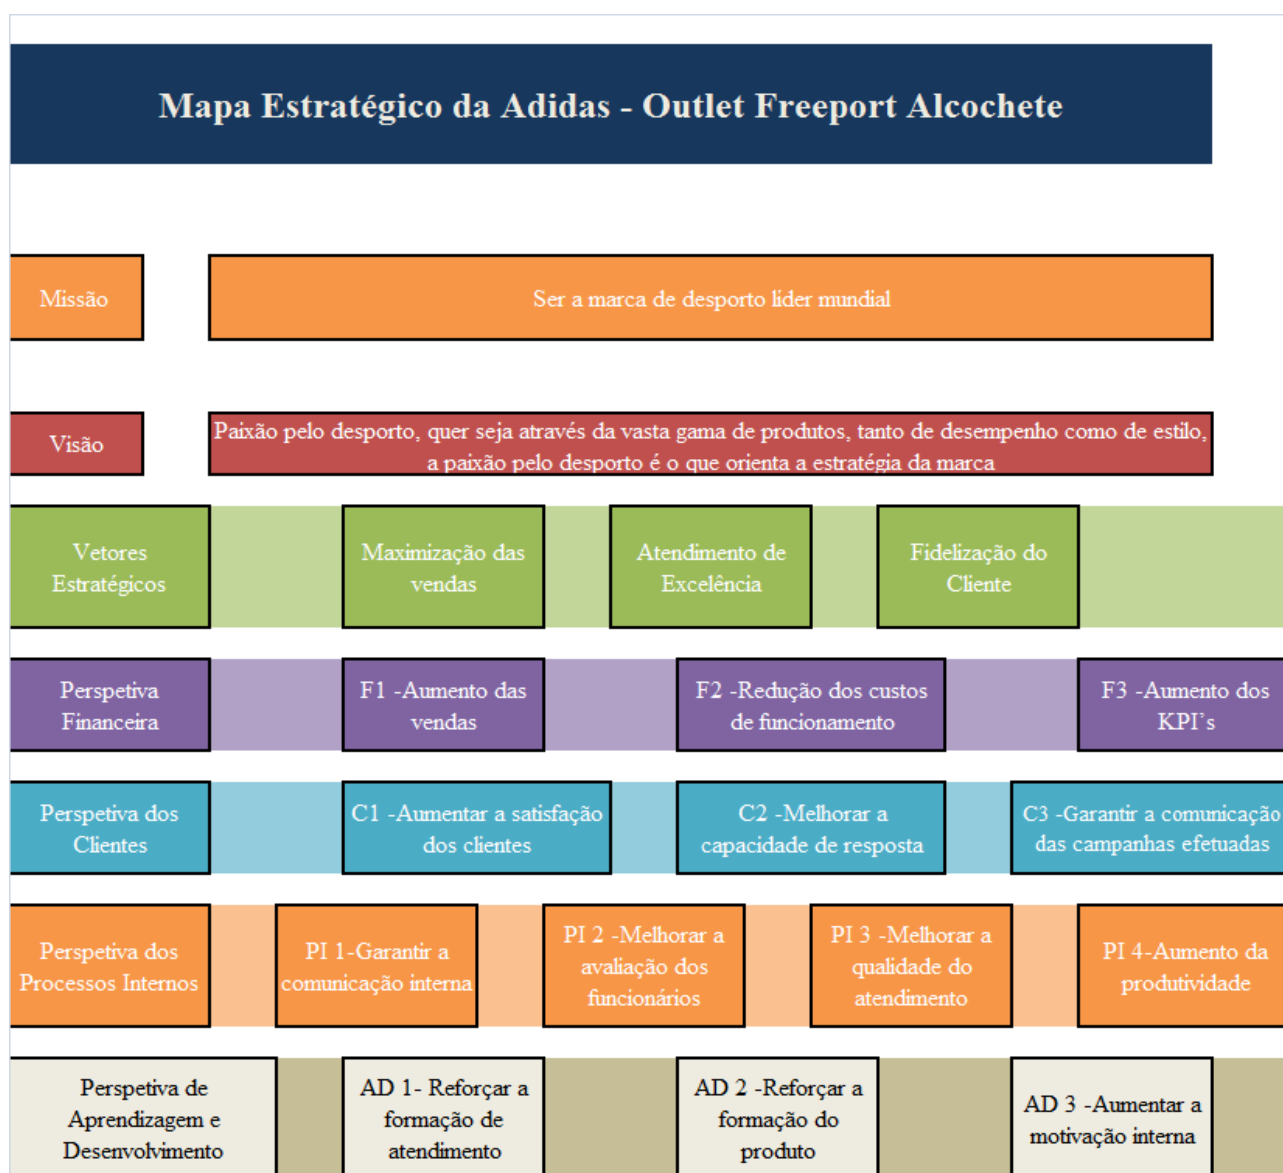 Mapa Estratégico da Adidas - Outlet Freeport Alcochete
Missão
Ser a marca de desporto líder mundial
Visão
Paixão pelo desporto, quer seja através da vasta gama de produtos, tanto de desempenho como de estilo,
a paixão pelo desporto é o que orienta a estratégia da marca
Vetores
Estratégicos
Maximização das
vendas
Atendimento de
Excelência
Fidelização do
Cliente
Perspetiva
Financeira
F1 -Aumento das
vendas
F2 -Redução dos custos
de funcionamento
F3 -Aumento dos
KPI's
Perspetiva dos
Clientes
C1 -Aumentar a satisfação
dos clientes
C2 -Melhorar a
capacidade de resposta
C3 -Garantir a comunicação
das campanhas efetuadas
Perspetiva dos
Processos Internos
PI 1-Garantir a
comunicação interna
PI 2 -Melhorar a
avaliação dos
funcionários
PI 3 -Melhorar a
qualidade do
atendimento
PI 4-Aumento da
produtividade
Perspetiva de
Aprendizagem e
Desenvolvimento
AD 1- Reforçar a
formação de
atendimento
AD 2 -Reforçar a
formação do
produto
AD 3 -Aumentar a
motivação interna